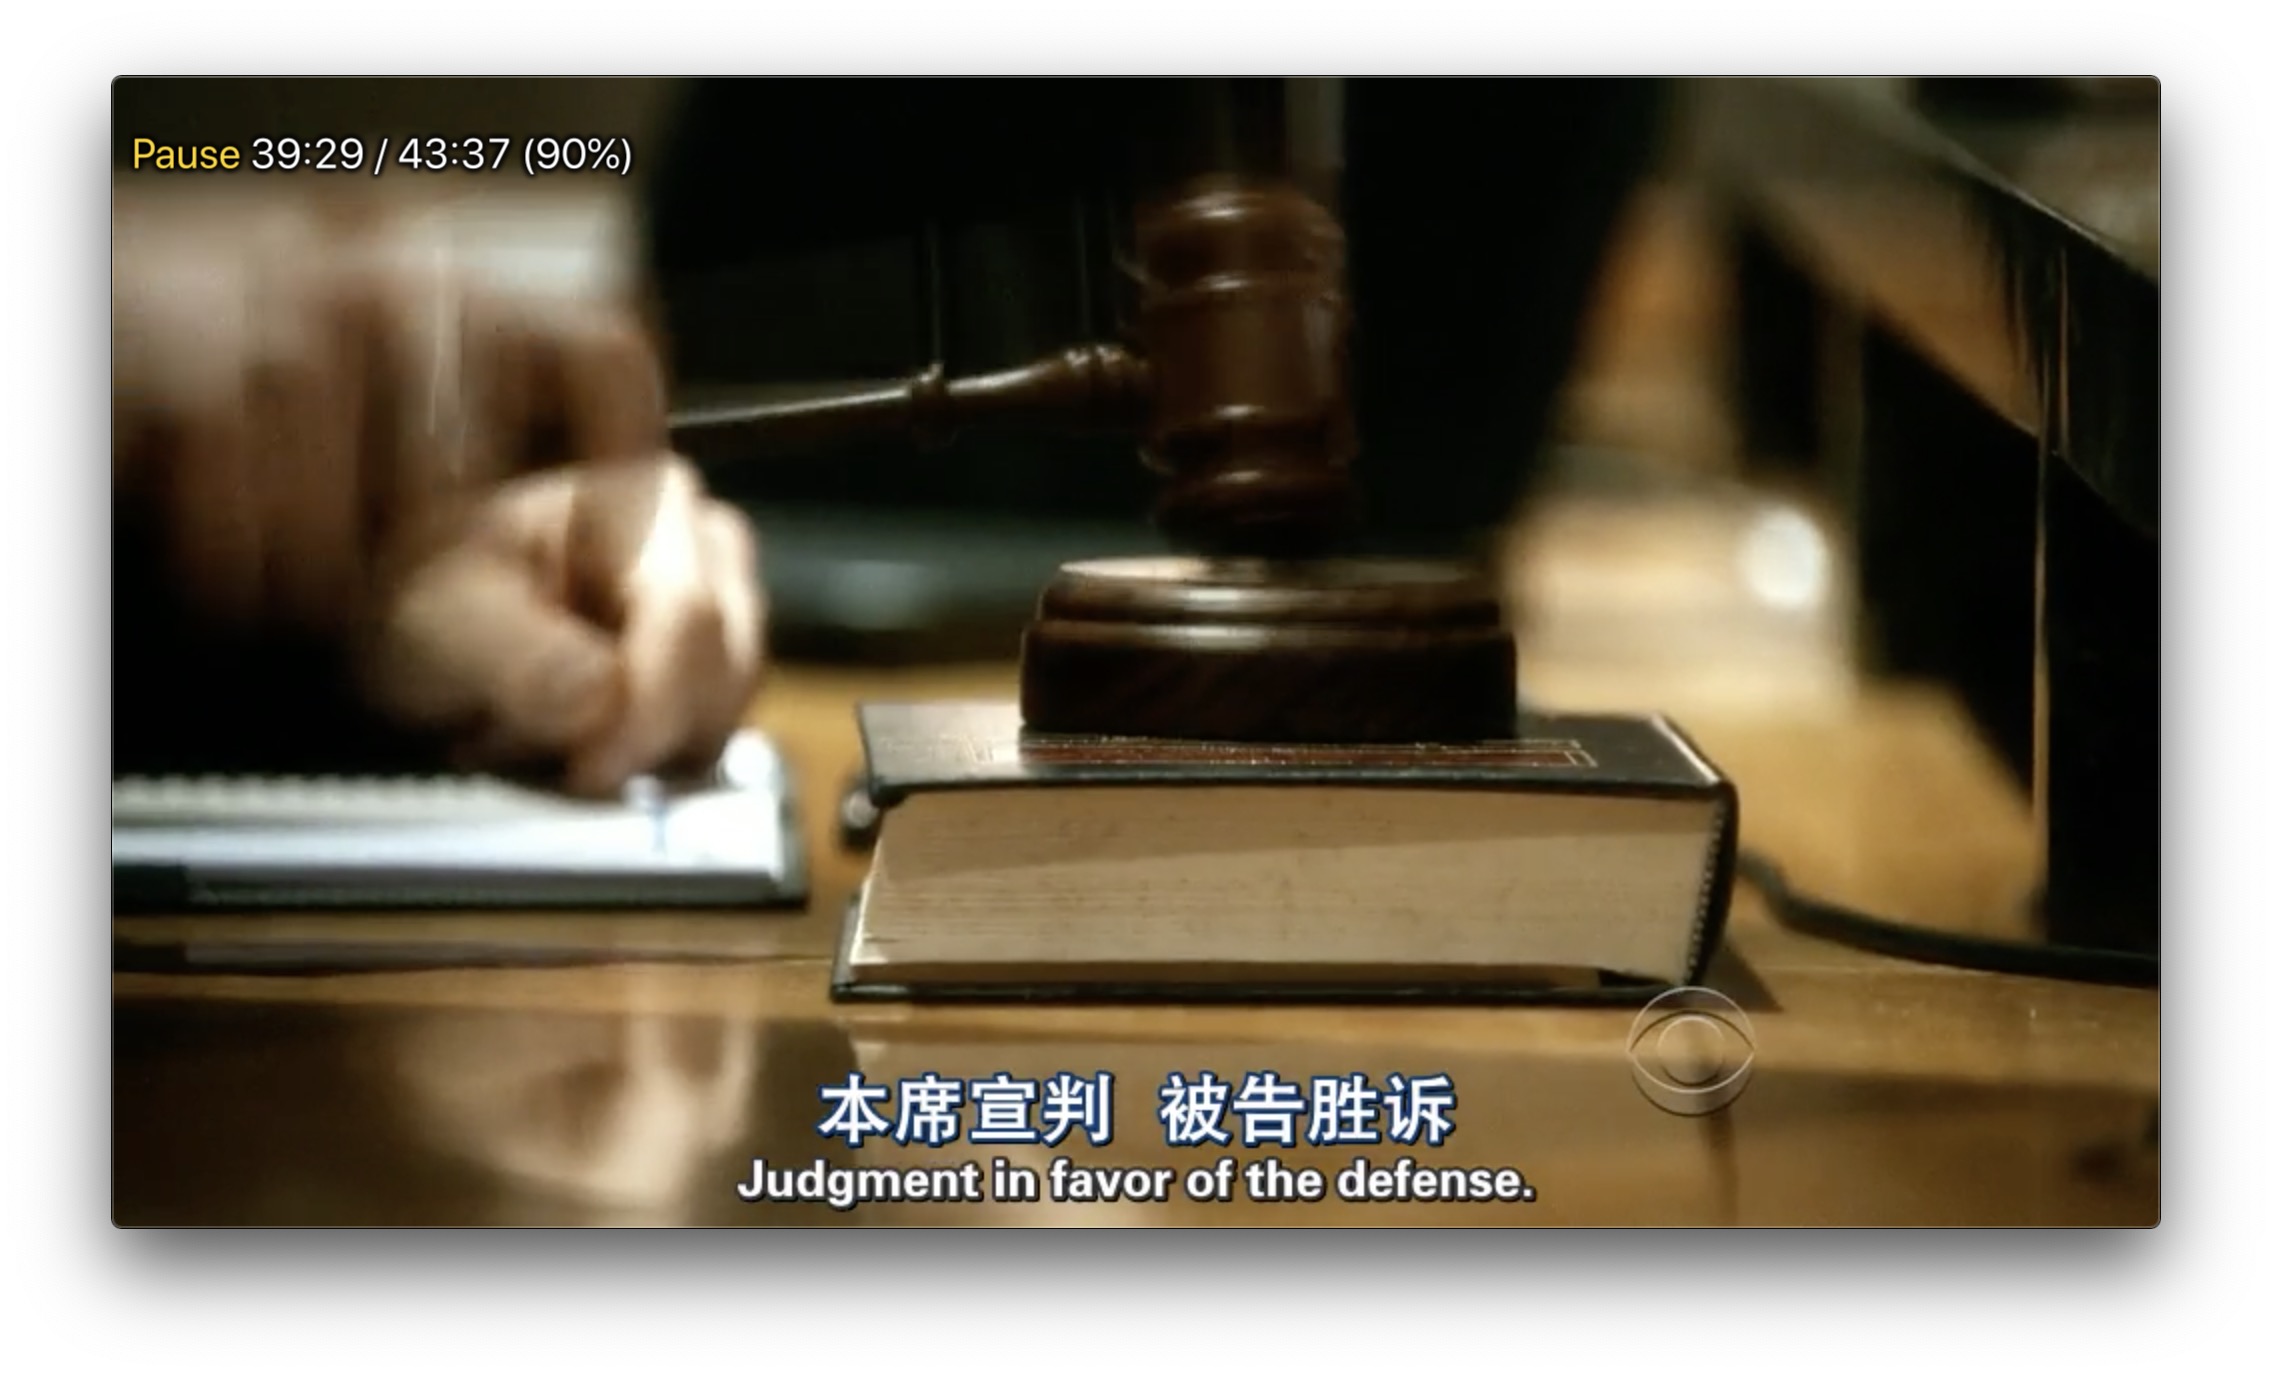 Pause 39:29 / 43:37 (90%)
本席宣判 被告胜诉
Judgment in favor of the defense.